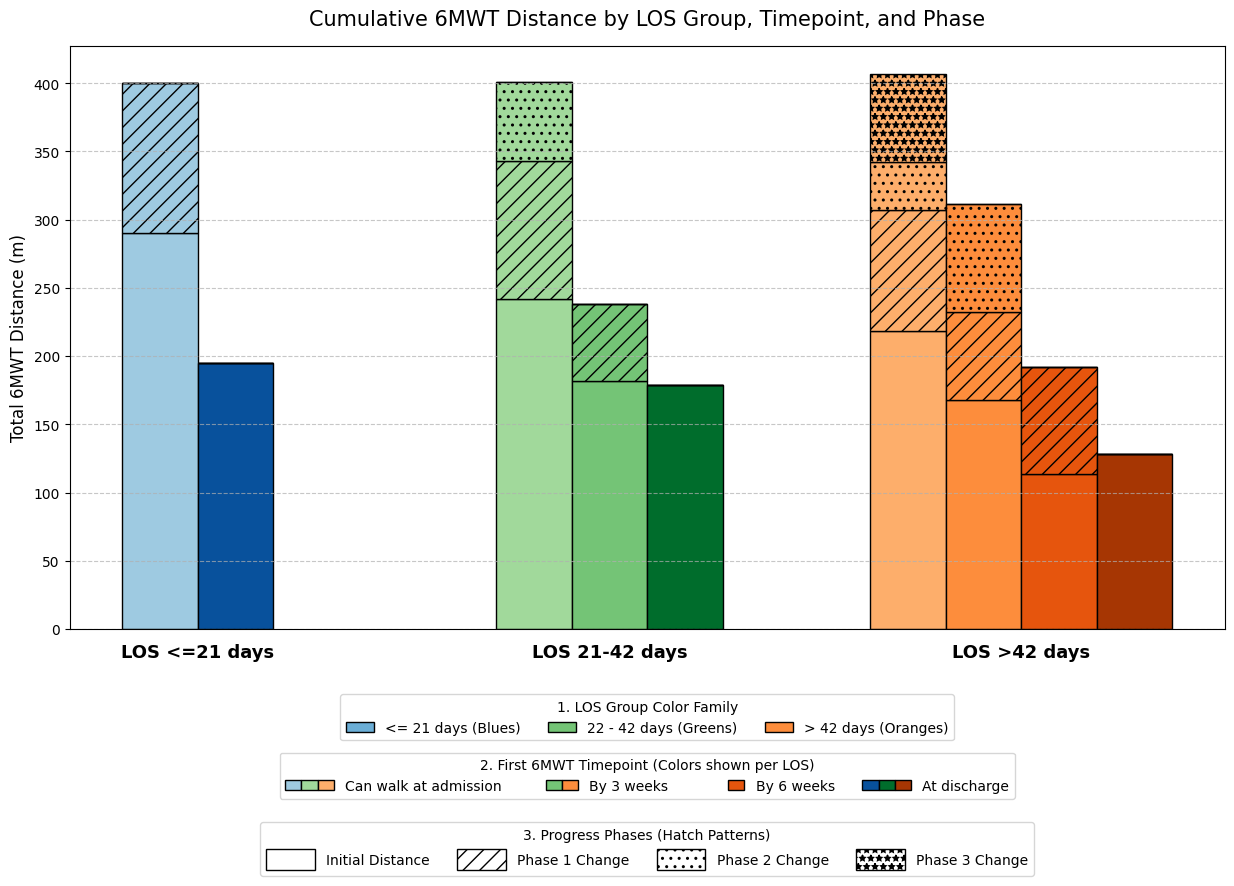 Cumulative 6MWT Distance by LOS Group, Timepoint, and Phase
Total 6MWT Distance (m)
400
350
300
250
200
150
100
50
0
LOS <=21 days
LOS 21-42 days
LOS >42 days
1. LOS Group Color Family
<= 21 days (Blues)
22 - 42 days (Greens)
> 42 days (Oranges)
2. First 6MWT Timepoint (Colors shown per LOS)
Can walk at admission
By 3 weeks
By 6 weeks
At discharge
3. Progress Phases (Hatch Patterns)
Initial Distance
Phase 1 Change
Phase 2 Change
Phase 3 Change